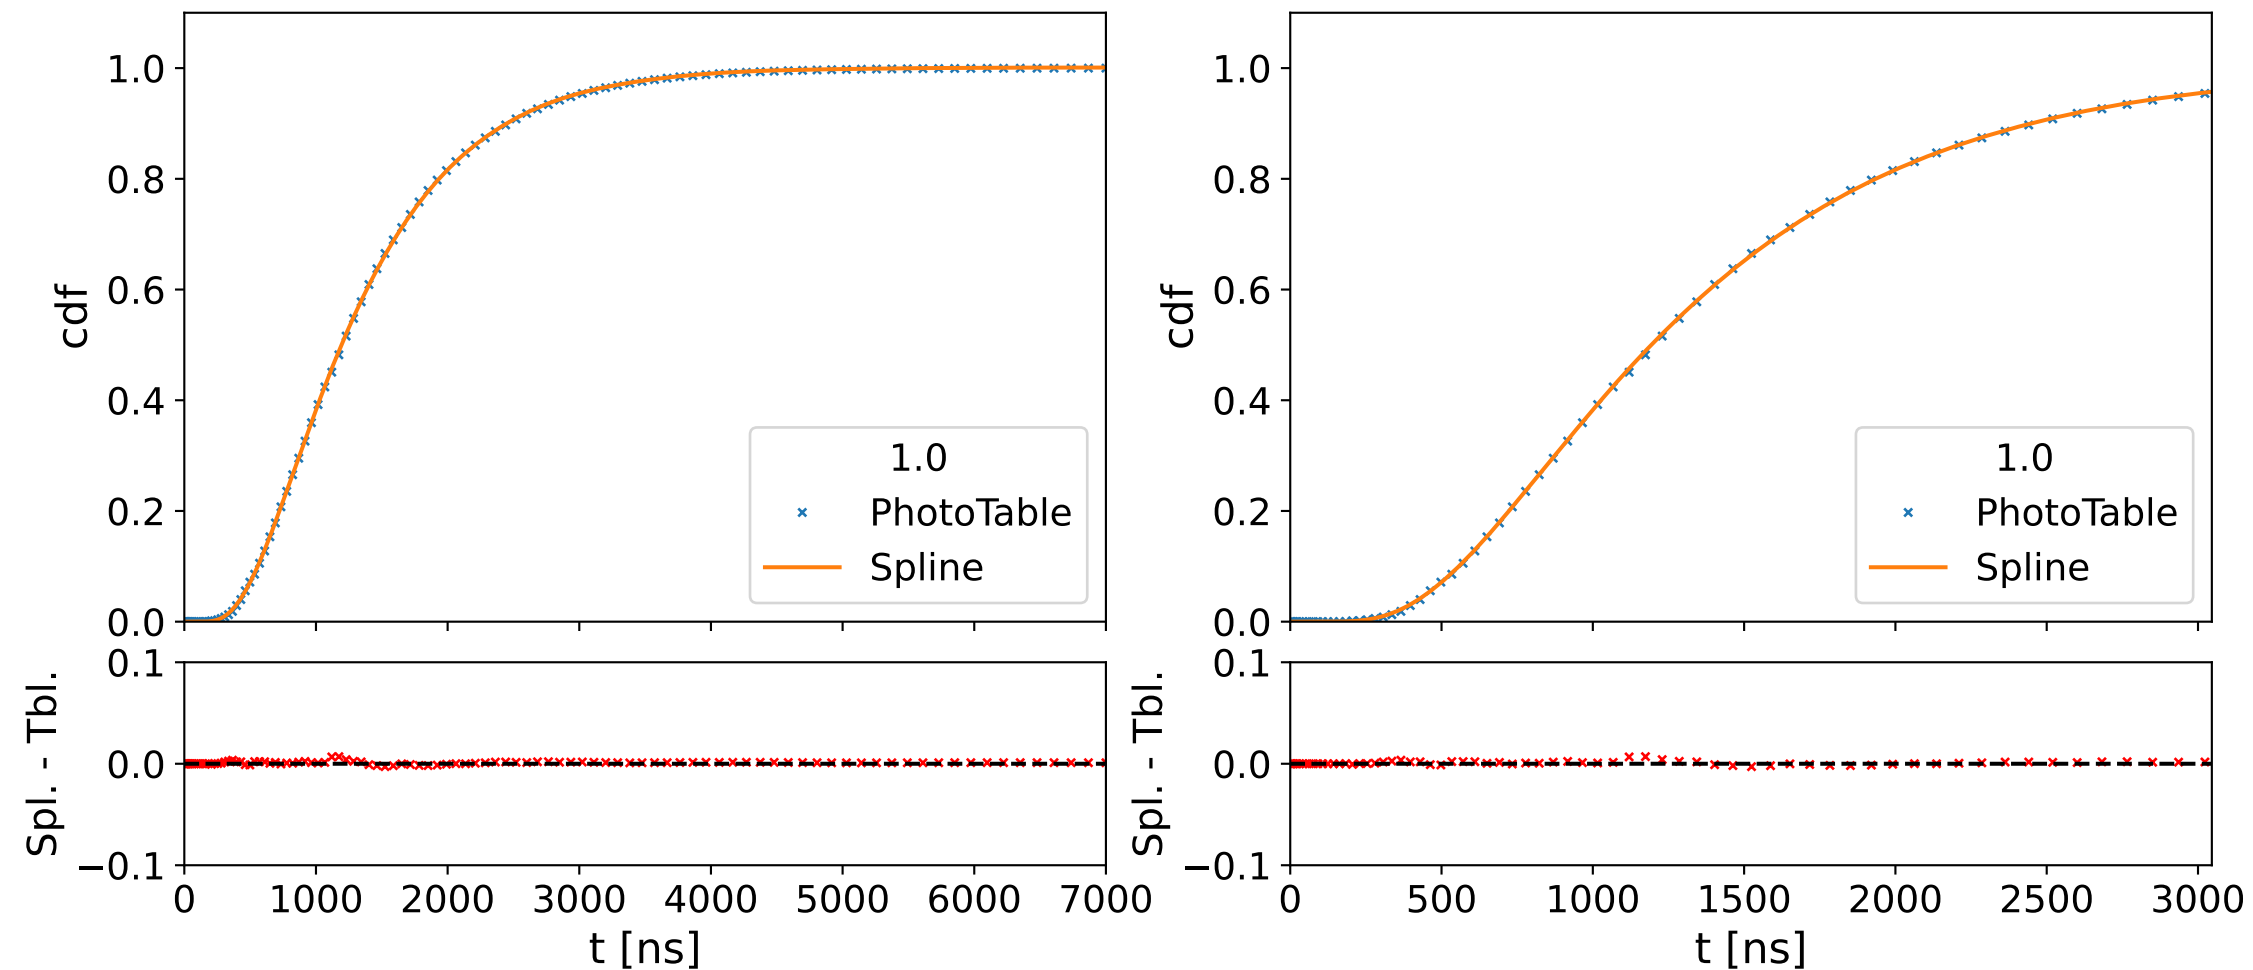 cdf
1.0
0.8
0.6
0.4
0.2
0.0
1.0
PhotoTable
Spline
Spl. - Tbl.
0.1
0.0
−0.1
0 1000 2000 3000 4000 5000 6000 7000
t [ns]
cdf
1.0
0.8
0.6
0.4
0.2
0.0
1.0
PhotoTable
Spline
Spl. - Tbl.
0.1
0.0
−0.1
0 500 1000 1500 2000 2500 3000
t [ns]